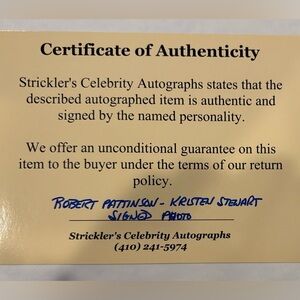 Certificate of Authenticity
Strickler's Celebrity Autographs states that the
described autographed item is authentic and
signed by the named personality.
We offer an unconditional guarantee on this
item to the buyer under the terms of our return
policy.
ROBERT PATTINSON - KRISTEN STEWART
SIGNED PHOTO
Strickler's Celebrity Autographs
(410) 241-5974